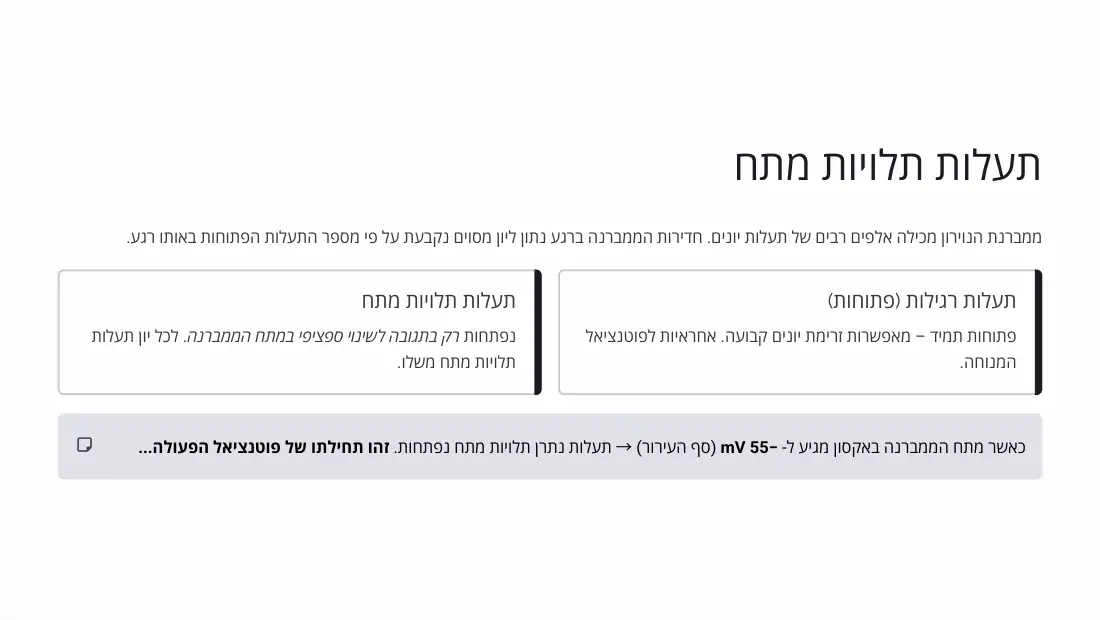 תעלות תלויות מתח
ממברנת הנוירון מכילה אלפים רבים של תעלות יונים. חדירות הממברנה ברגע נתון ליון מסוים נקבעת על פי מספר התעלות הפתוחות באותו רגע.
תעלות רגילות (פתוחות)
פתוחות תמיד – מאפשרות זרימת יונים קבועה. אחראיות לפוטנציאל
המנוחה.
תעלות תלויות מתח
נפתחות רק בתגובה לשינוי ספציפי במתח הממברנה. לכל יון תעלות
תלויות מתח משלו.
כאשר מתח הממברנה באקסון מגיע ל- −55 mV (סף העירור) → תעלות נתרן תלויות מתח נפתחות. זהו תחילתו של פוטנציאל הפעולה...